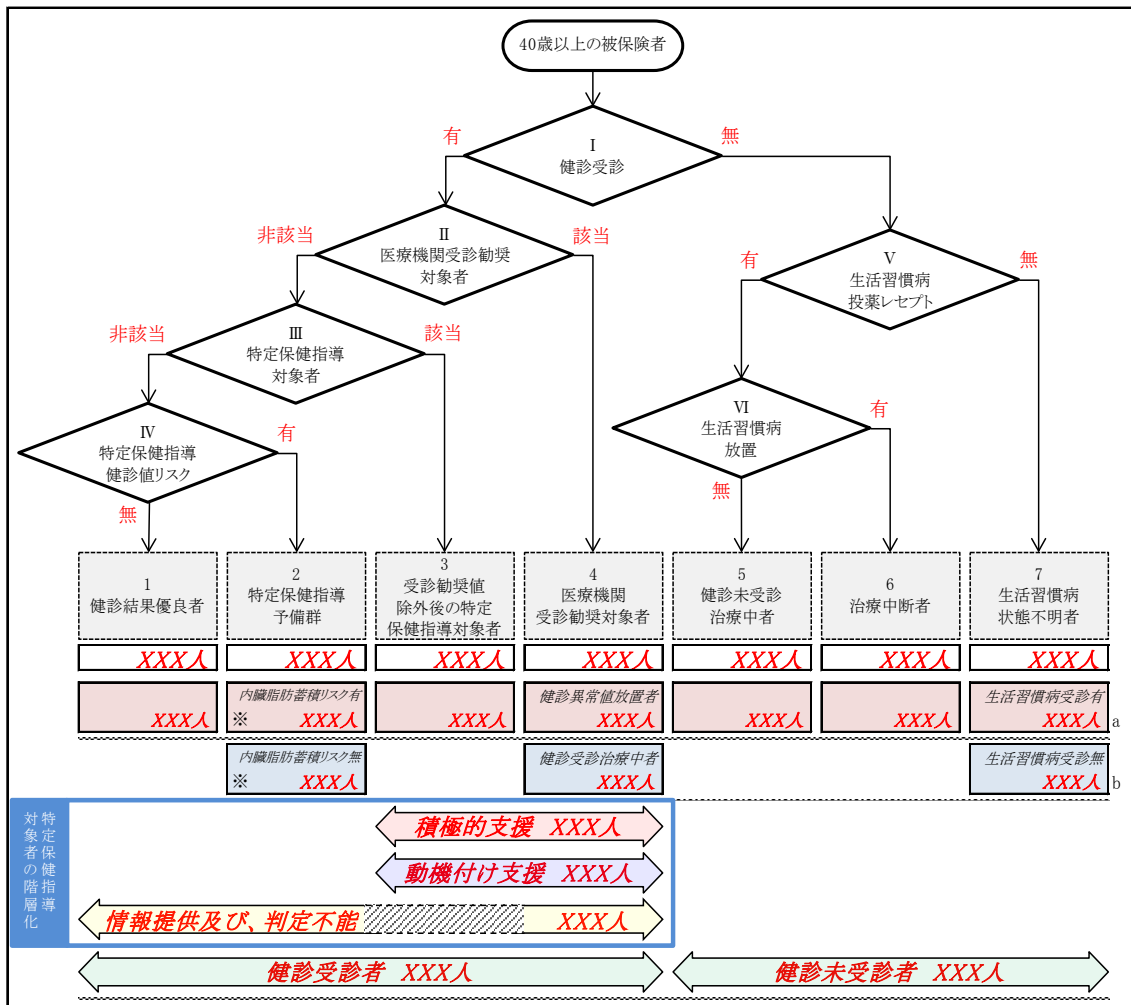 40歳以上の被保険者
Ⅰ
健診受診
有
無
Ⅱ
医療機関受診勧奨
対象者
非該当
該当
Ⅴ
生活習慣病
投薬レセプト
有
無
Ⅲ
特定保健指導
対象者
非該当
該当
Ⅵ
生活習慣病
放置
有
無
Ⅳ
特定保健指導
健診値リスク
有
無
1
健診結果優良者
2
特定保健指導
予備群
3
受診勧奨値
除外後の特定
保健指導対象者
4
医療機関
受診勧奨対象者
5
健診未受診
治療中者
6
治療中断者
7
生活習慣病
状態不明者
XXX人
XXX人
XXX人
XXX人
XXX人
XXX人
XXX人
XXX人
内臓脂肪蓄積リスク有
※ XXX人
XXX人
健診異常値放置者
XXX人
XXX人
XXX人
生活習慣病受診有
XXX人
a
内臓脂肪蓄積リスク無
※ XXX人
健診受診治療中者
XXX人
生活習慣病受診無
XXX人
b
特定保健指導
対象者の階層化
積極的支援 XXX人
動機付け支援 XXX人
情報提供及び、判定不能 XXX人
健診受診者 XXX人
健診未受診者 XXX人